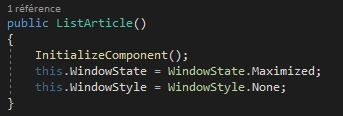 1 référence
public ListArticle()
{
InitializeComponent();
this.WindowState = WindowState.Maximized;
this.WindowStyle = WindowStyle.None;
}